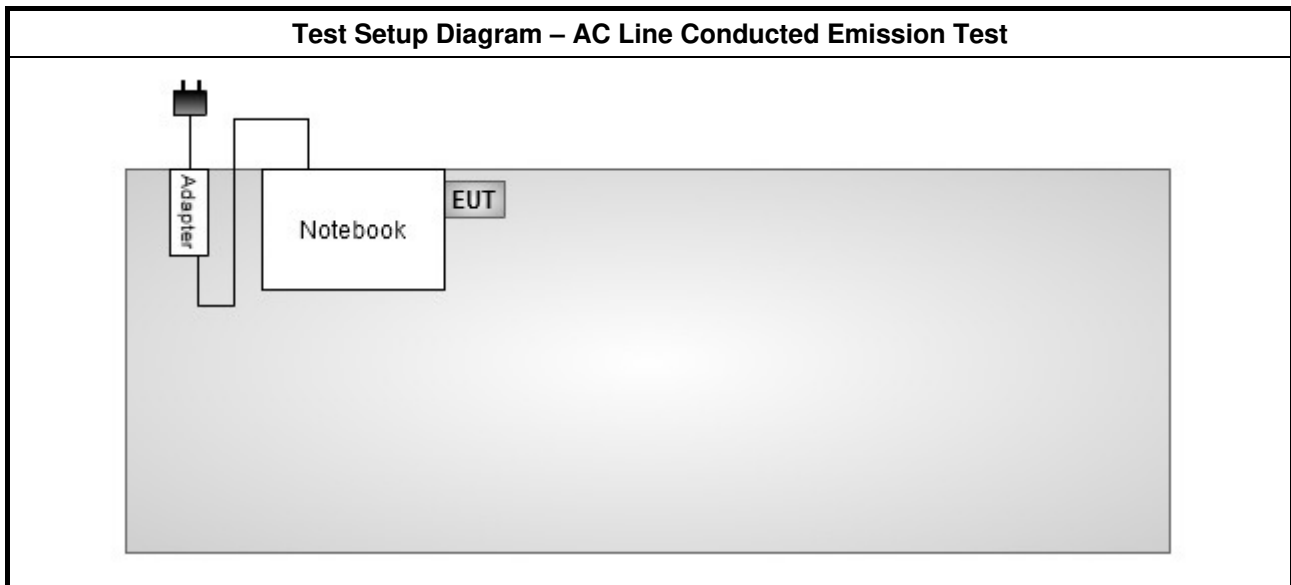 Test Setup Diagram – AC Line Conducted Emission Test
Adapter
Notebook
EUT